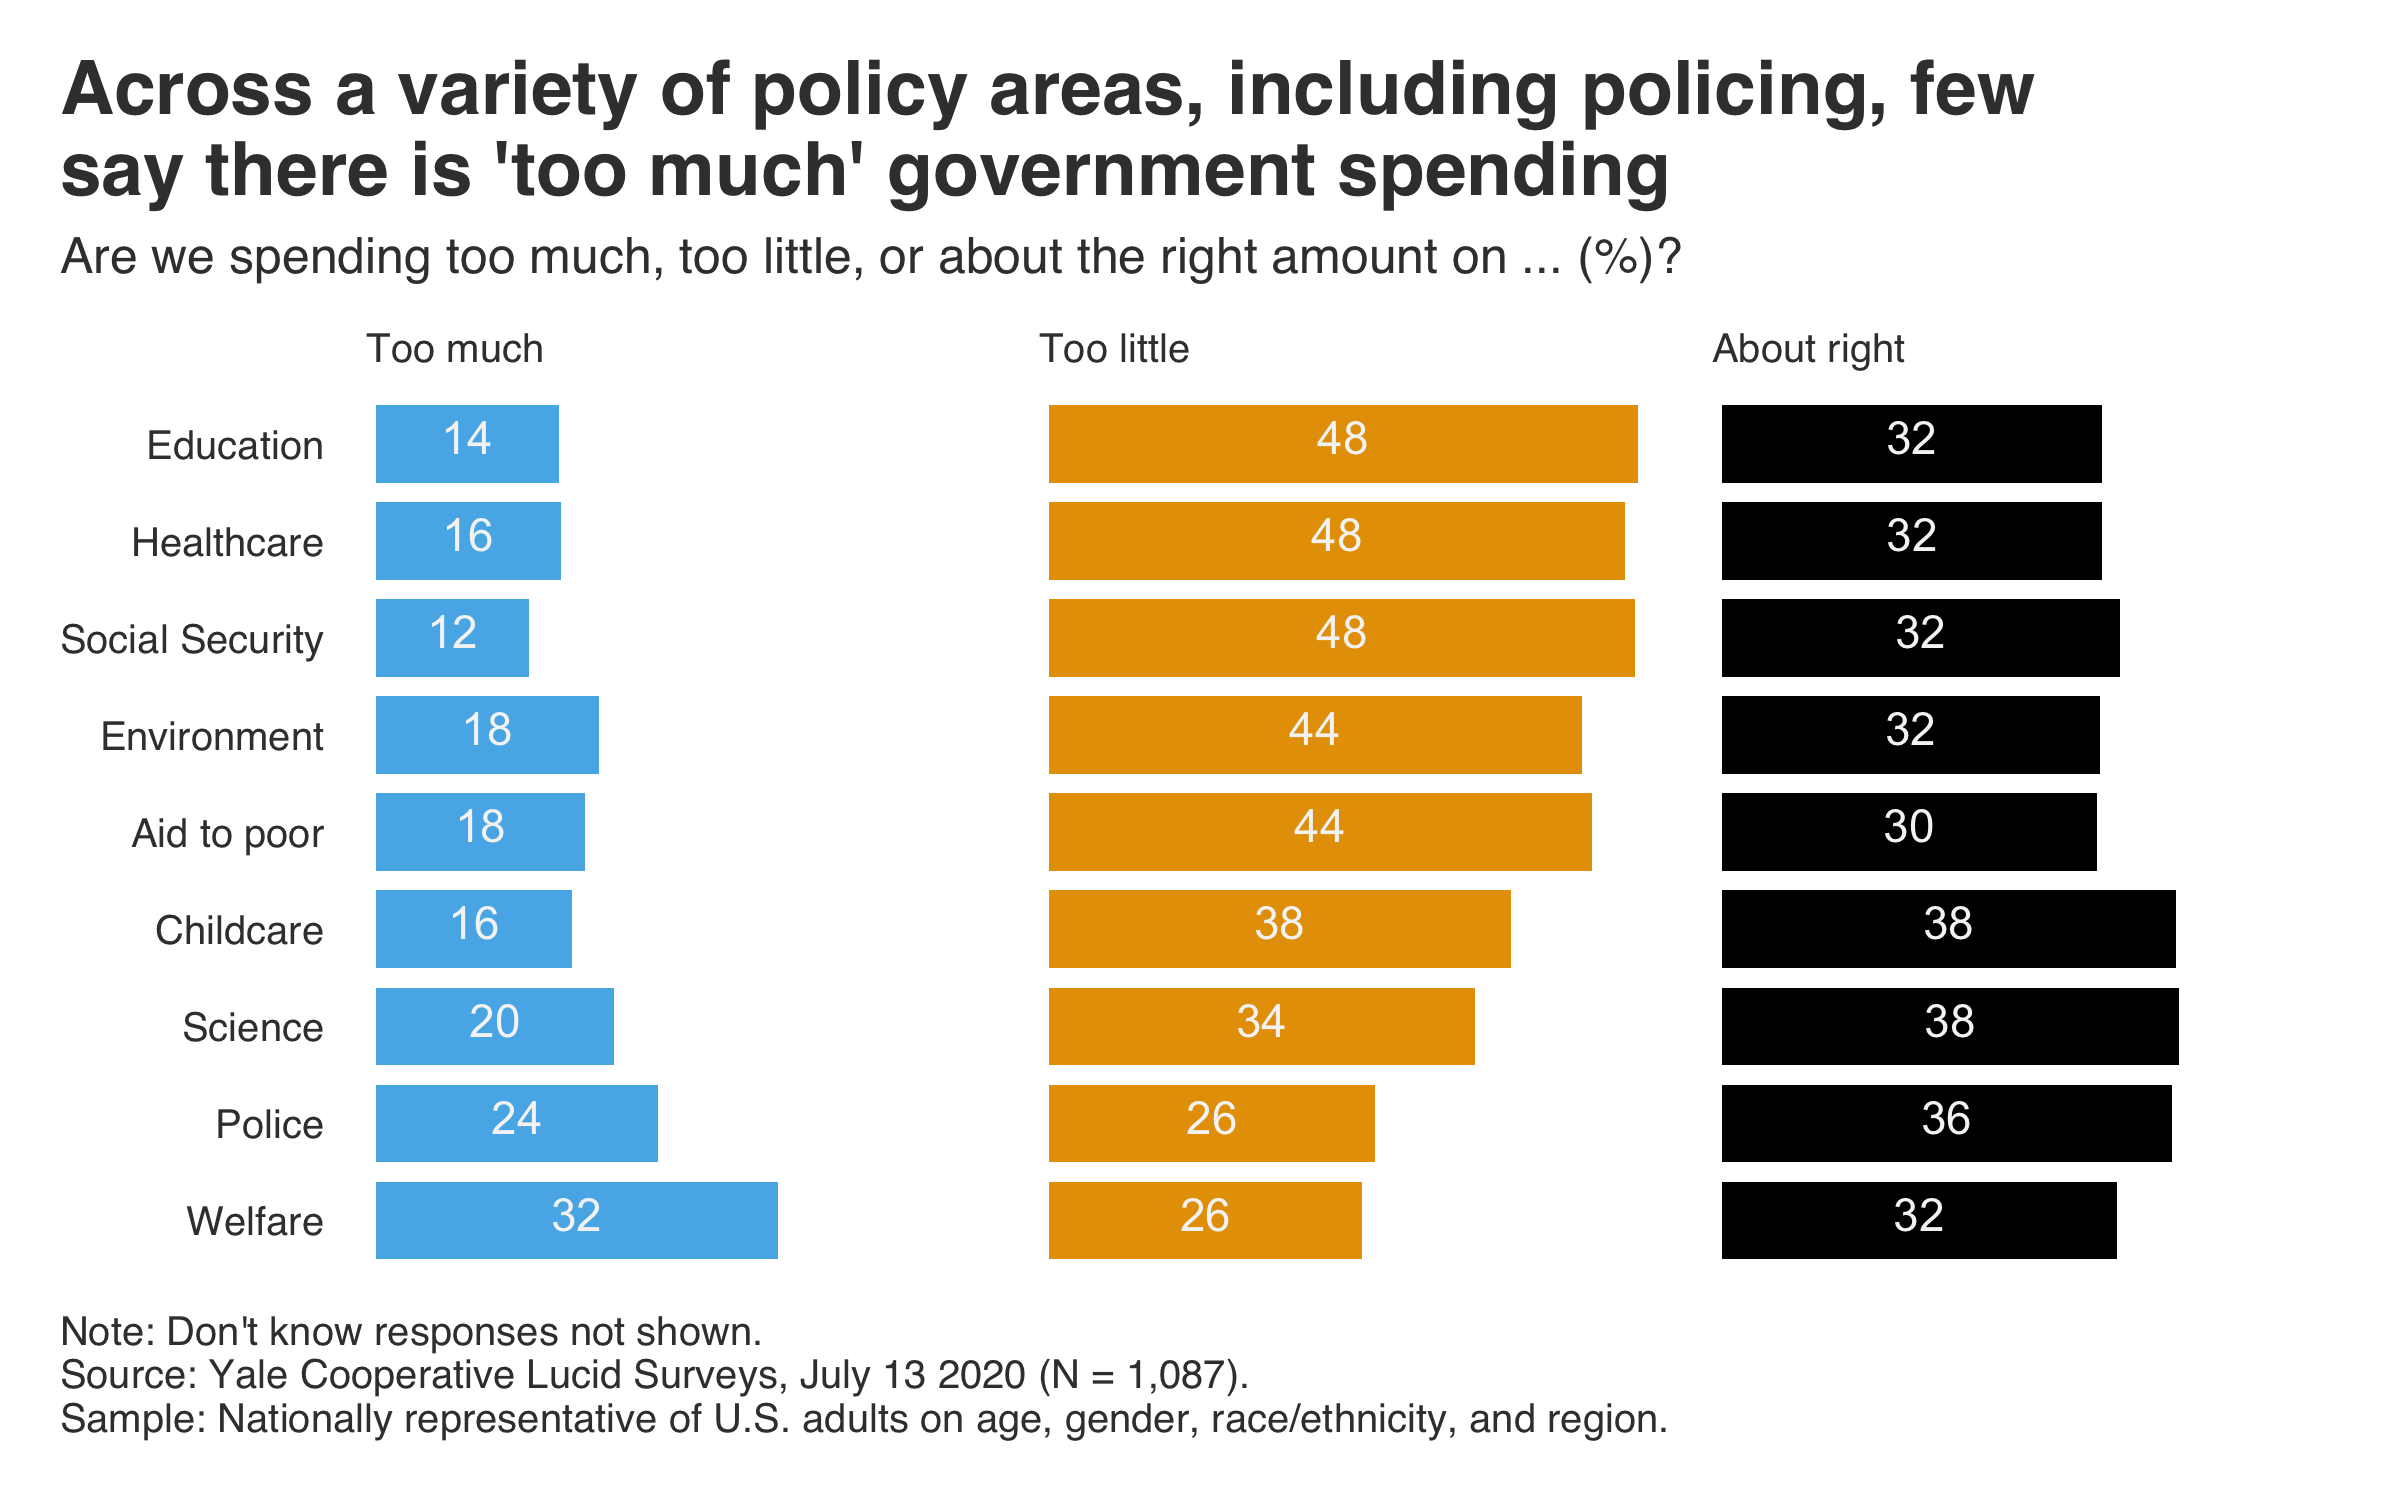 Across a variety of policy areas, including policing, few
say there is 'too much' government spending
Are we spending too much, too little, or about the right amount on ... (%)?
Too much Too little About right
Education 14 48 32
Healthcare 16 48 32
Social Security 12 48 32
Environment 18 44 32
Aid to poor 18 44 30
Childcare 16 38 38
Science 20 34 38
Police 24 26 36
Welfare 32 26 32
Note: Don't know responses not shown.
Source: Yale Cooperative Lucid Surveys, July 13 2020 (N = 1,087).
Sample: Nationally representative of U.S. adults on age, gender, race/ethnicity, and region.